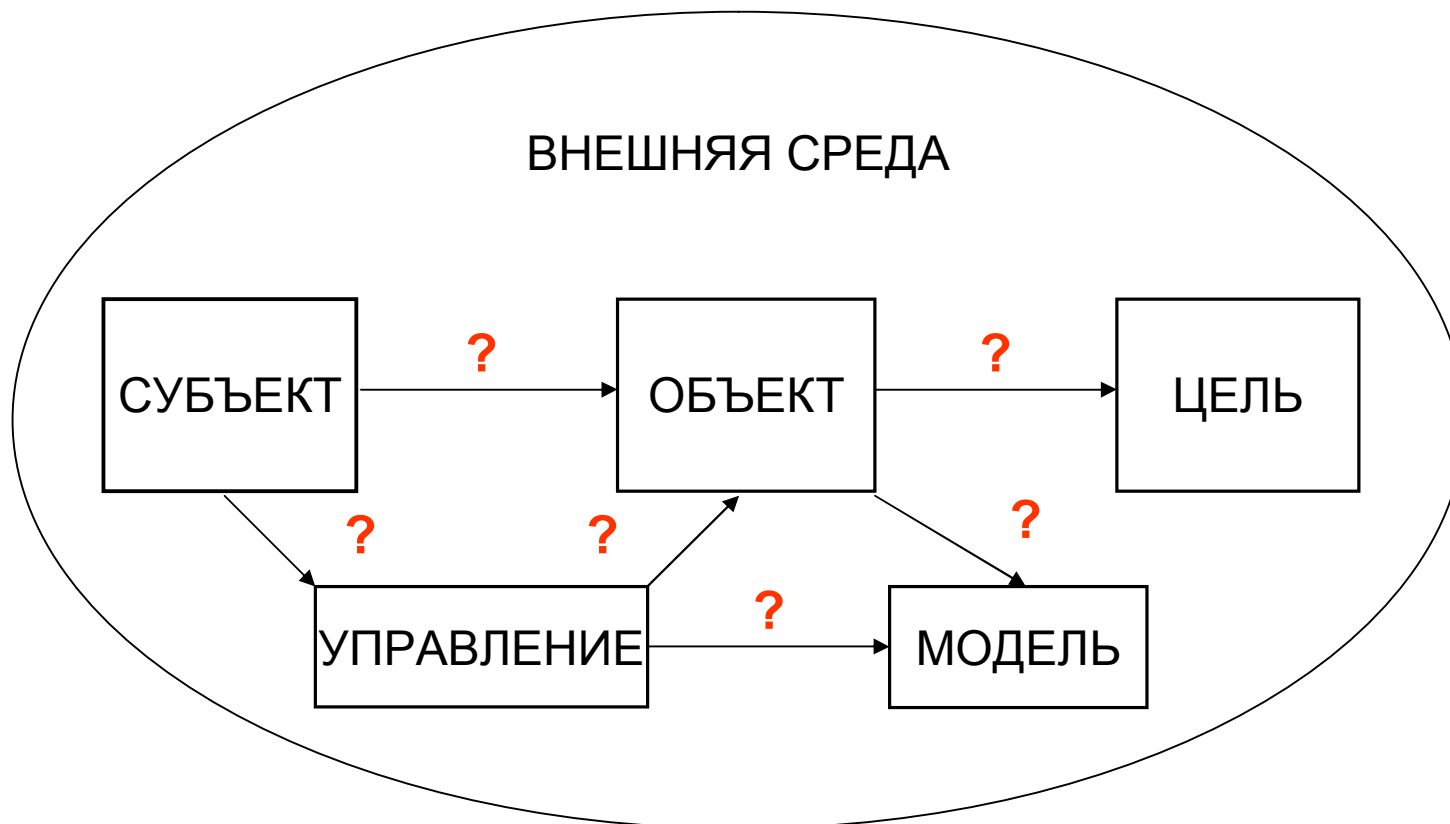 ВНЕШНЯЯ СРЕДА
? ?
СУБЪЕКТ ОБЪЕКТ ЦЕЛЬ
? ? ?
?
УПРАВЛЕНИЕ МОДЕЛЬ